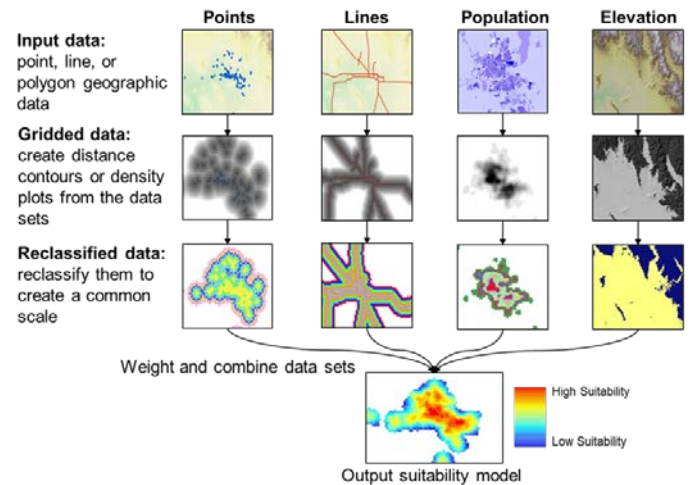 Points
Lines
Population
Elevation
Input data:
point, line, or
polygon geographic
data
Gridded data:
create distance
contours or density
plots from the data
sets
Reclassified data:
reclassify them to
create a common
scale
Weight and combine data sets
High Suitability
Low Suitability
Output suitability model